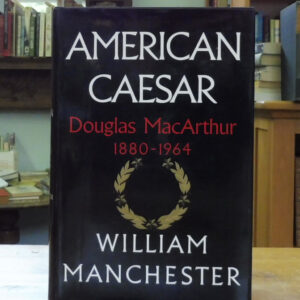 AMERICAN
CAESAR
Douglas MacArthur
1880-1964
WILLIAM
MANCHESTER